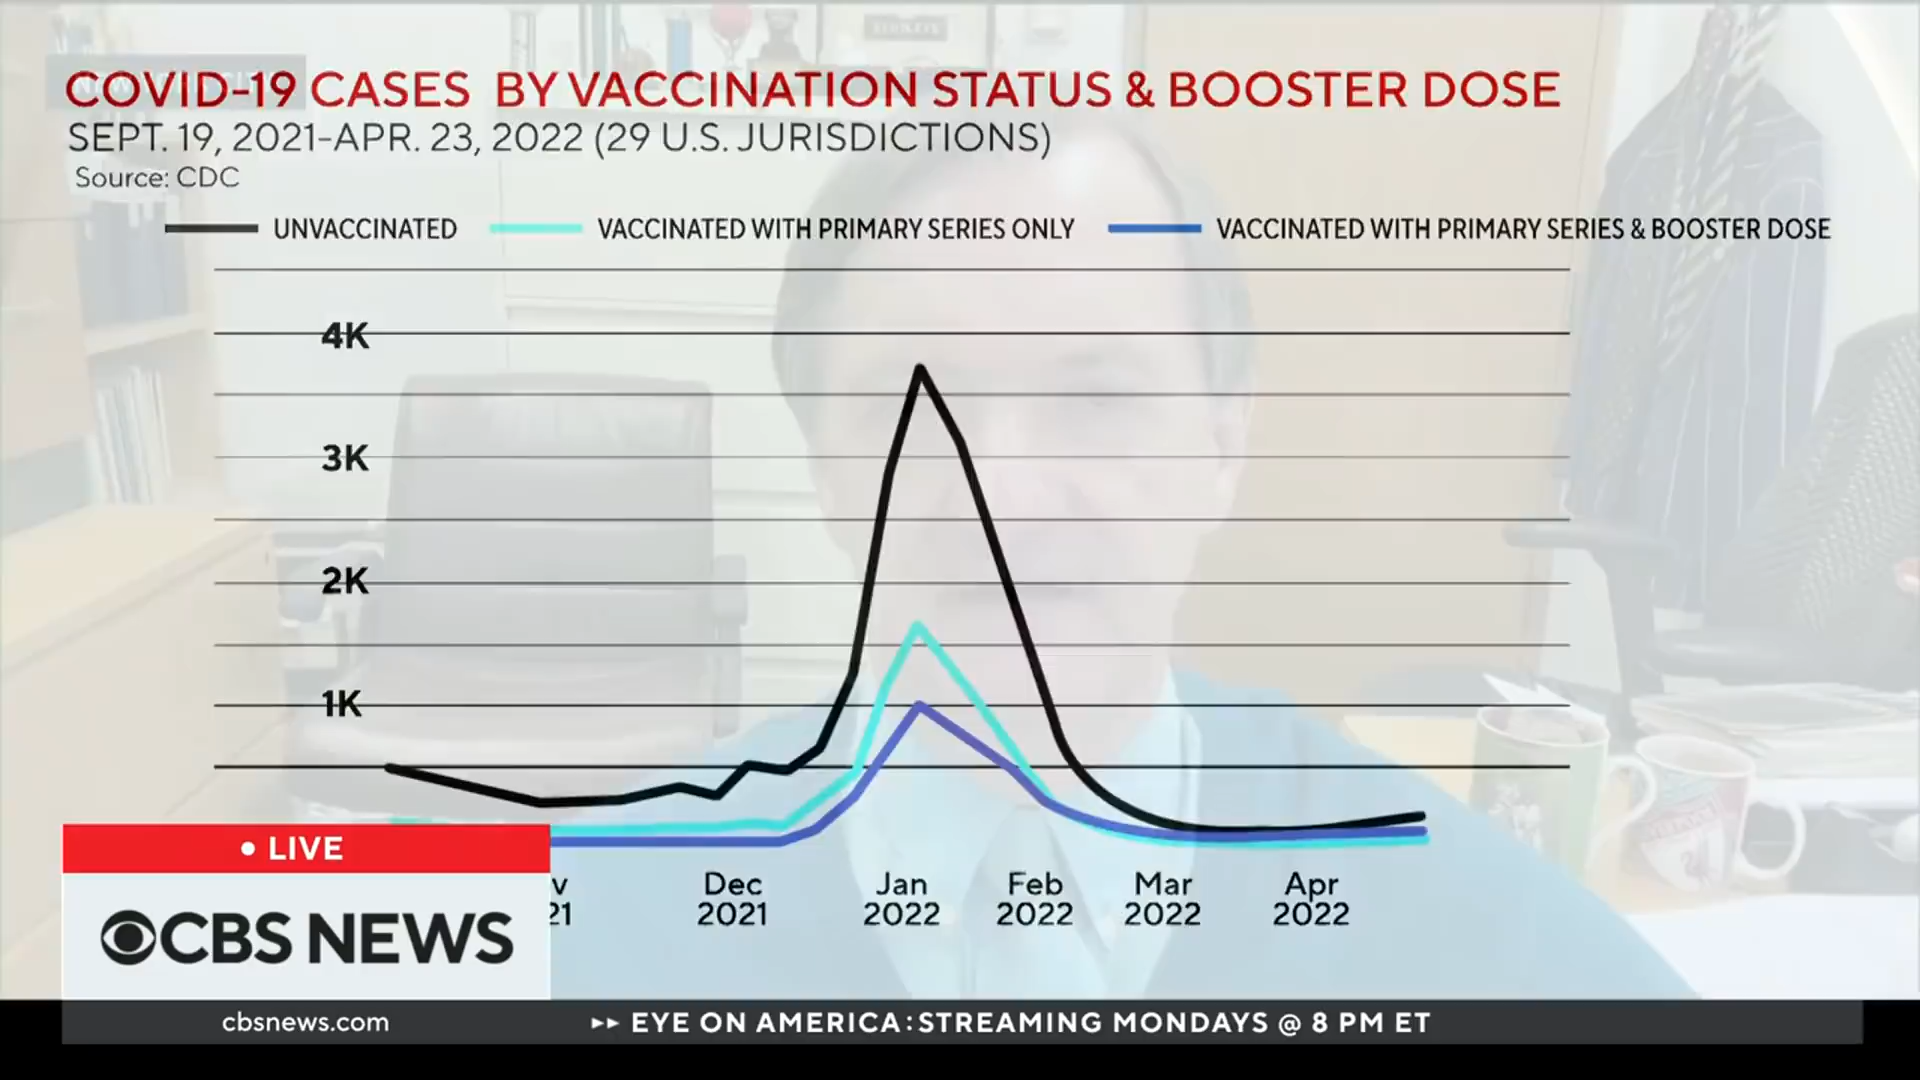 COVID-19 CASES BY VACCINATION STATUS & BOOSTER DOSE
SEPT. 19, 2021-APR. 23, 2022 (29 U.S. JURISDICTIONS)
Source: CDC
UNVACCINATED
VACCINATED WITH PRIMARY SERIES ONLY
VACCINATED WITH PRIMARY SERIES & BOOSTER DOSE
4K
3K
2K
1K
v
21
Dec
2021
Jan
2022
Feb
2022
Mar
2022
Apr
2022
• LIVE
CBS NEWS
cbsnews.com
EYE ON AMERICA: STREAMING MONDAYS @ 8 PM ET